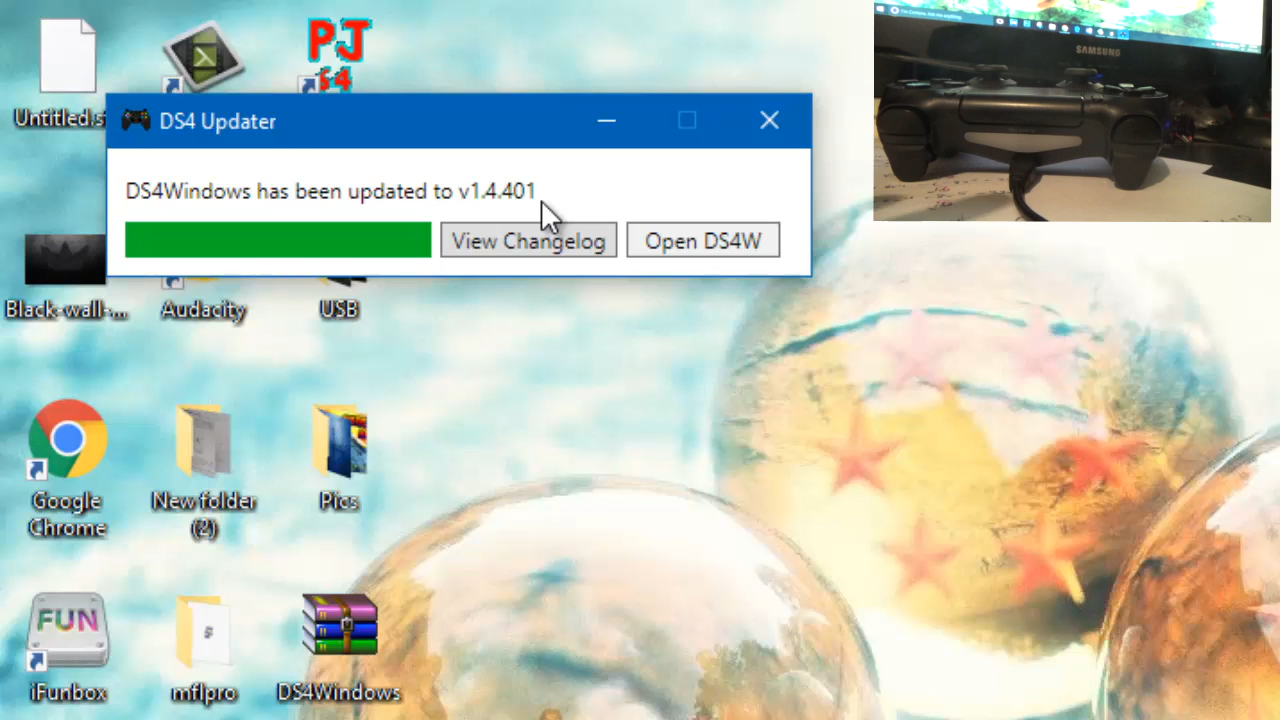 PJ
64
Untitled.s
DS4 Updater
DS4Windows has been updated to v1.4.401
View Changelog
Open DS4W
SAMSUNG
Black-wall-...
Audacity
USB
Google
Chrome
New folder
(2)
Pics
FUN
iFunbox
mflpro
DS4Windows